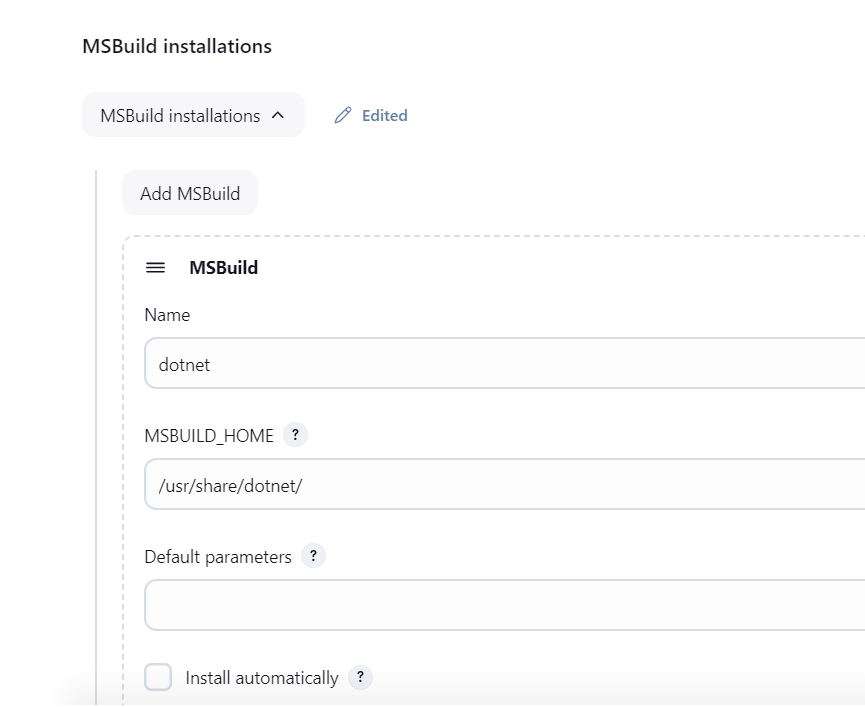 MSBuild installations
MSBuild installations
Edited
Add MSBuild
MSBuild
Name
dotnet
MSBUILD_HOME ?
/usr/share/dotnet/
Default parameters ?
Install automatically ?